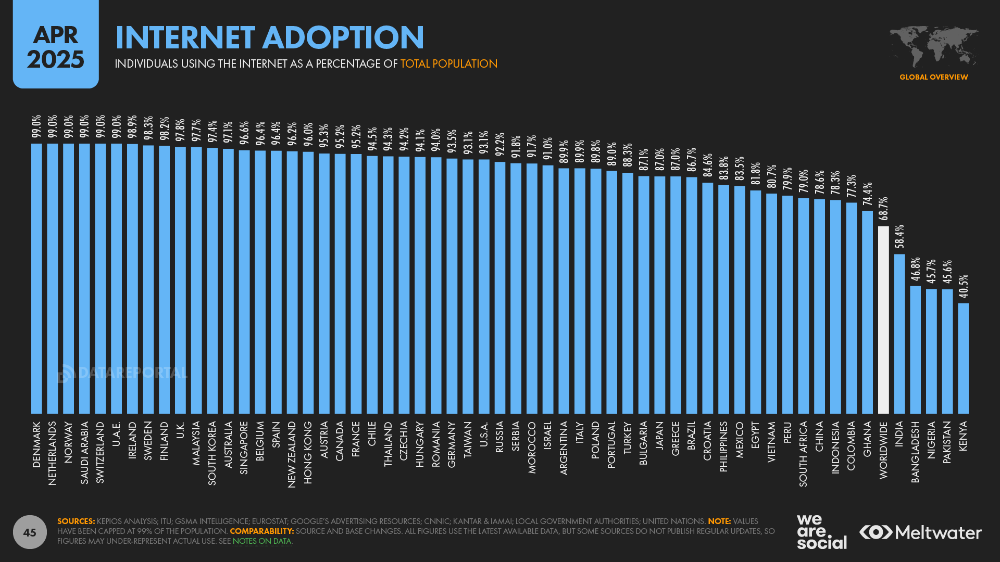 APR
2025
INTERNET ADOPTION
INDIVIDUALS USING THE INTERNET AS A PERCENTAGE OF TOTAL POPULATION
GLOBAL OVERVIEW
99.0%
99.0%
99.0%
99.0%
99.0%
99.0%
98.9%
98.3%
98.2%
97.8%
97.7%
97.4%
97.1%
96.6%
96.4%
96.4%
96.2%
96.0%
95.3%
95.2%
95.2%
94.5%
94.3%
94.2%
94.1%
94.0%
93.5%
93.1%
93.1%
92.2%
91.8%
91.7%
91.0%
89.9%
89.9%
89.8%
89.0%
88.3%
87.1%
87.0%
87.0%
86.7%
84.6%
83.8%
83.5%
81.8%
80.7%
79.9%
79.0%
78.6%
78.3%
77.3%
74.4%
68.7%
58.4%
46.8%
45.7%
45.6%
40.5%
DATAREPORTAL
DENMARK
NETHERLANDS
NORWAY
SAUDI ARABIA
SWITZERLAND
U.A.E.
IRELAND
SWEDEN
FINLAND
U.K.
MALAYSIA
SOUTH KOREA
AUSTRALIA
SINGAPORE
BELGIUM
SPAIN
NEW ZEALAND
HONG KONG
AUSTRIA
CANADA
FRANCE
CHILE
THAILAND
CZECHIA
HUNGARY
ROMANIA
GERMANY
TAIWAN
U.S.A.
RUSSIA
SERBIA
MOROCCO
ISRAEL
ARGENTINA
ITALY
POLAND
PORTUGAL
TURKEY
BULGARIA
JAPAN
GREECE
BRAZIL
CROATIA
PHILIPPINES
MEXICO
EGYPT
VIETNAM
PERU
SOUTH AFRICA
CHINA
INDONESIA
COLOMBIA
GHANA
WORLDWIDE
INDIA
BANGLADESH
NIGERIA
PAKISTAN
KENYA
45
SOURCES: KEPIOS ANALYSIS; ITU; GSMA INTELLIGENCE; EUROSTAT; GOOGLE'S ADVERTISING RESOURCES; CNNIC; KANTAR & IAMAI; LOCAL GOVERNMENT AUTHORITIES; UNITED NATIONS. NOTE: VALUES
HAVE BEEN CAPPED AT 99% OF THE POPULATION. COMPARABILITY: SOURCE AND BASE CHANGES. ALL FIGURES USE THE LATEST AVAILABLE DATA, BUT SOME SOURCES DO NOT PUBLISH REGULAR UPDATES, SO
FIGURES MAY UNDER-REPRESENT ACTUAL USE. SEE NOTES ON DATA.
we
are
social
Meltwater